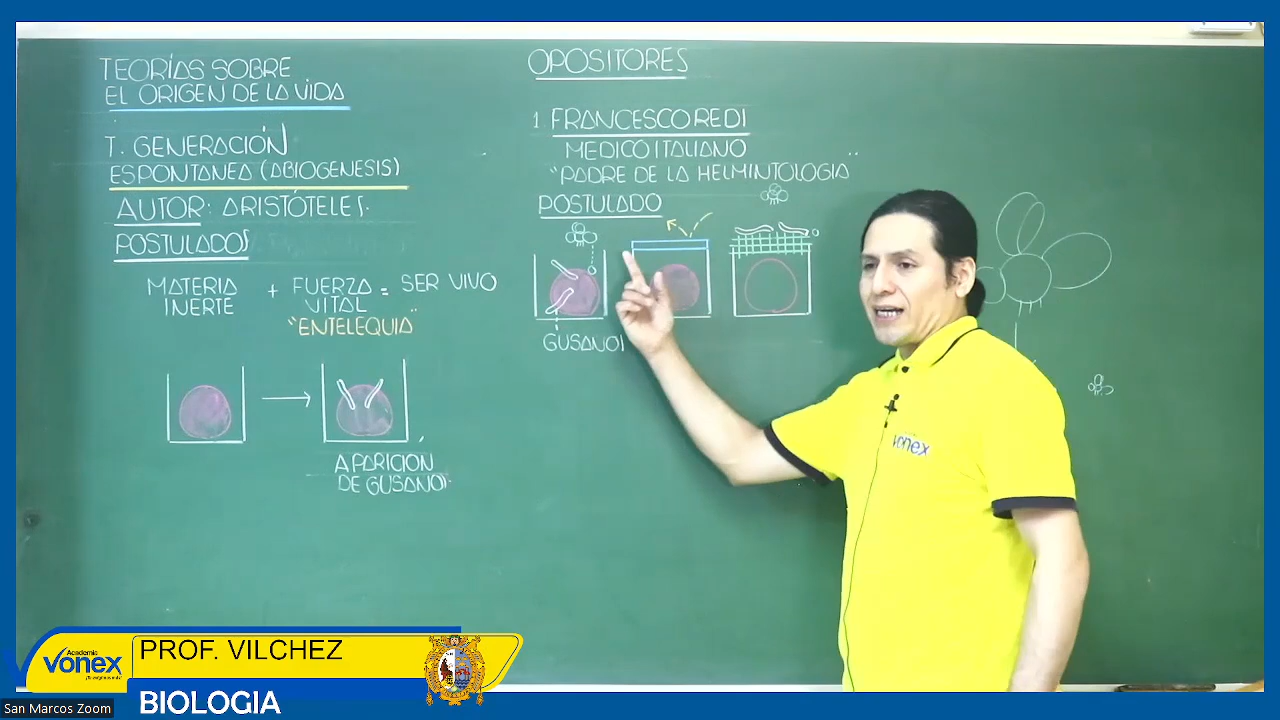 TEORÍAS SOBRE
EL ORIGEN DE LA VIDA
T. GENERACIÓN
ESPONTANEA (ABIOGENESIS)
AUTOR: ARISTÓTELES.
POSTULADOS
MATERIA INERTE + FUERZA VITAL = SER VIVO
"ENTELEQUIA"
APARICION
DE GUSANOS
OPOSITORES
1. FRANCESCO REDI
MEDICO ITALIANO
"PADRE DE LA HELMINTOLOGIA"
POSTULADO
GUSANOS
vonex
Academia
vonex
PROF. VILCHEZ
BIOLOGIA
San Marcos Zoom